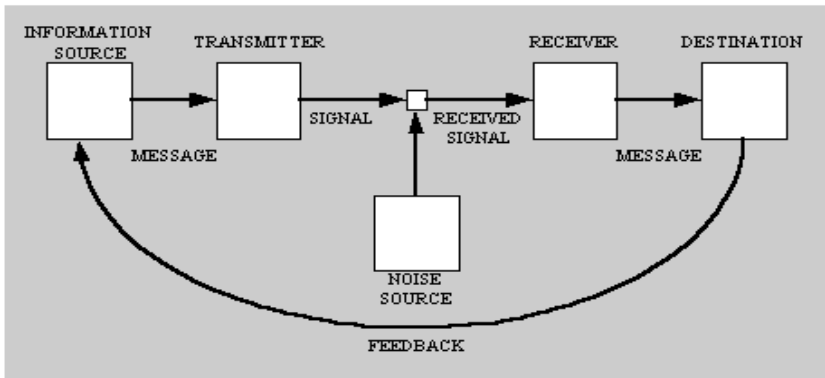 INFORMATION
SOURCE
TRANSMITTER
RECEIVER
DESTINATION
SIGNAL
RECEIVED
SIGNAL
MESSAGE
MESSAGE
NOISE
SOURCE
FEEDBACK